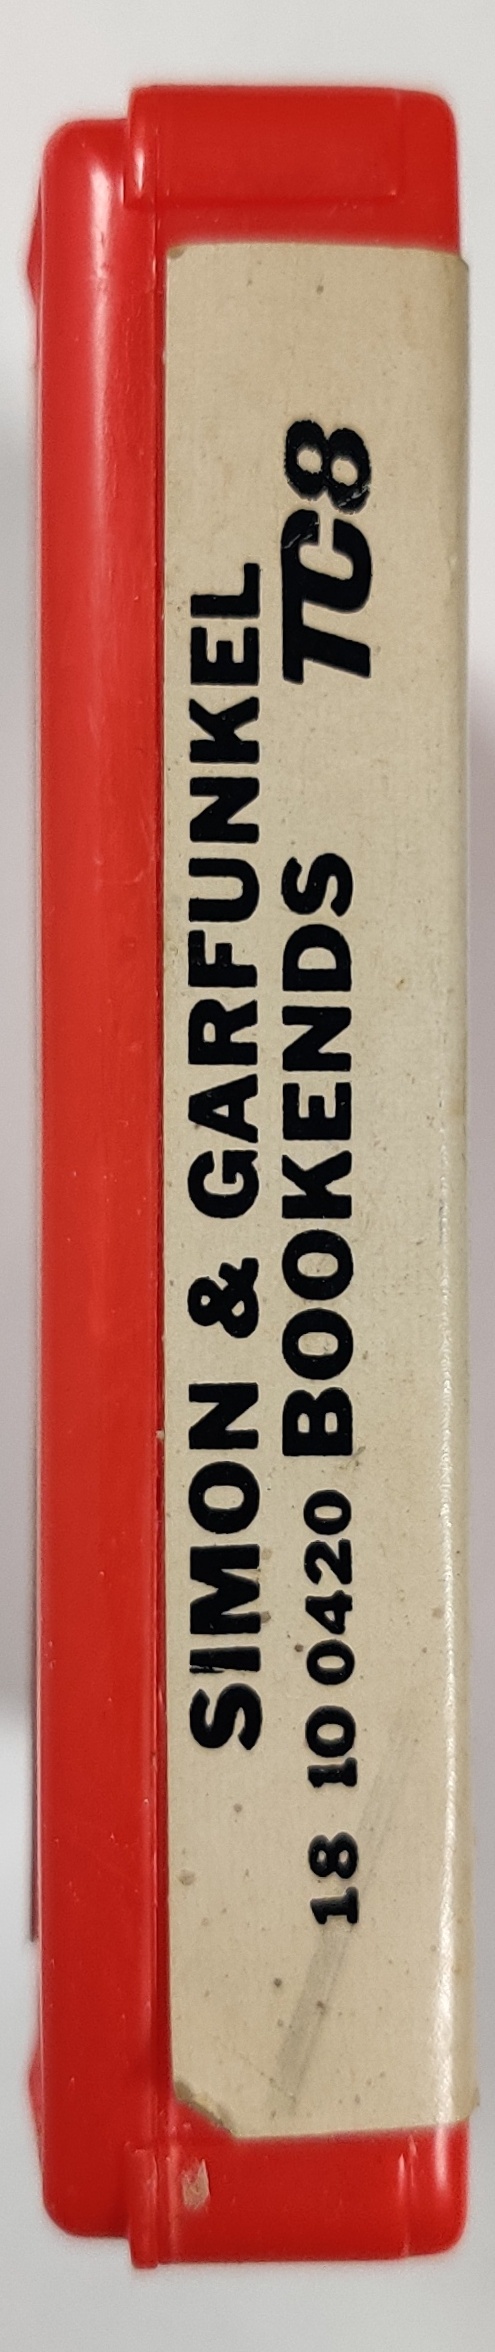 SIMON & GARFUNKEL
18 10 0420 BOOKENDS TC8